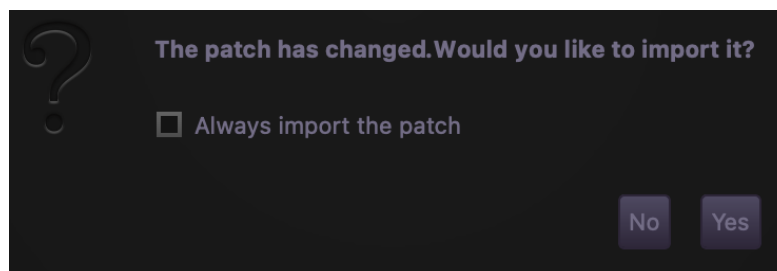 The patch has changed.Would you like to import it?
Always import the patch
No Yes